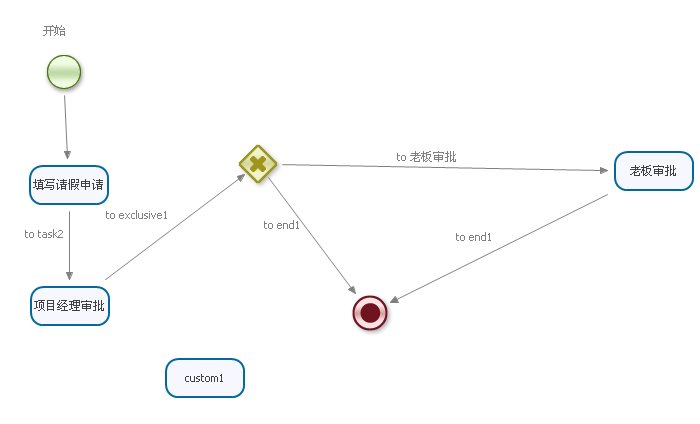 开始
填写请假申请
to task2
项目经理审批
to exclusive1
to end1
to 老板审批
老板审批
to end1
custom1